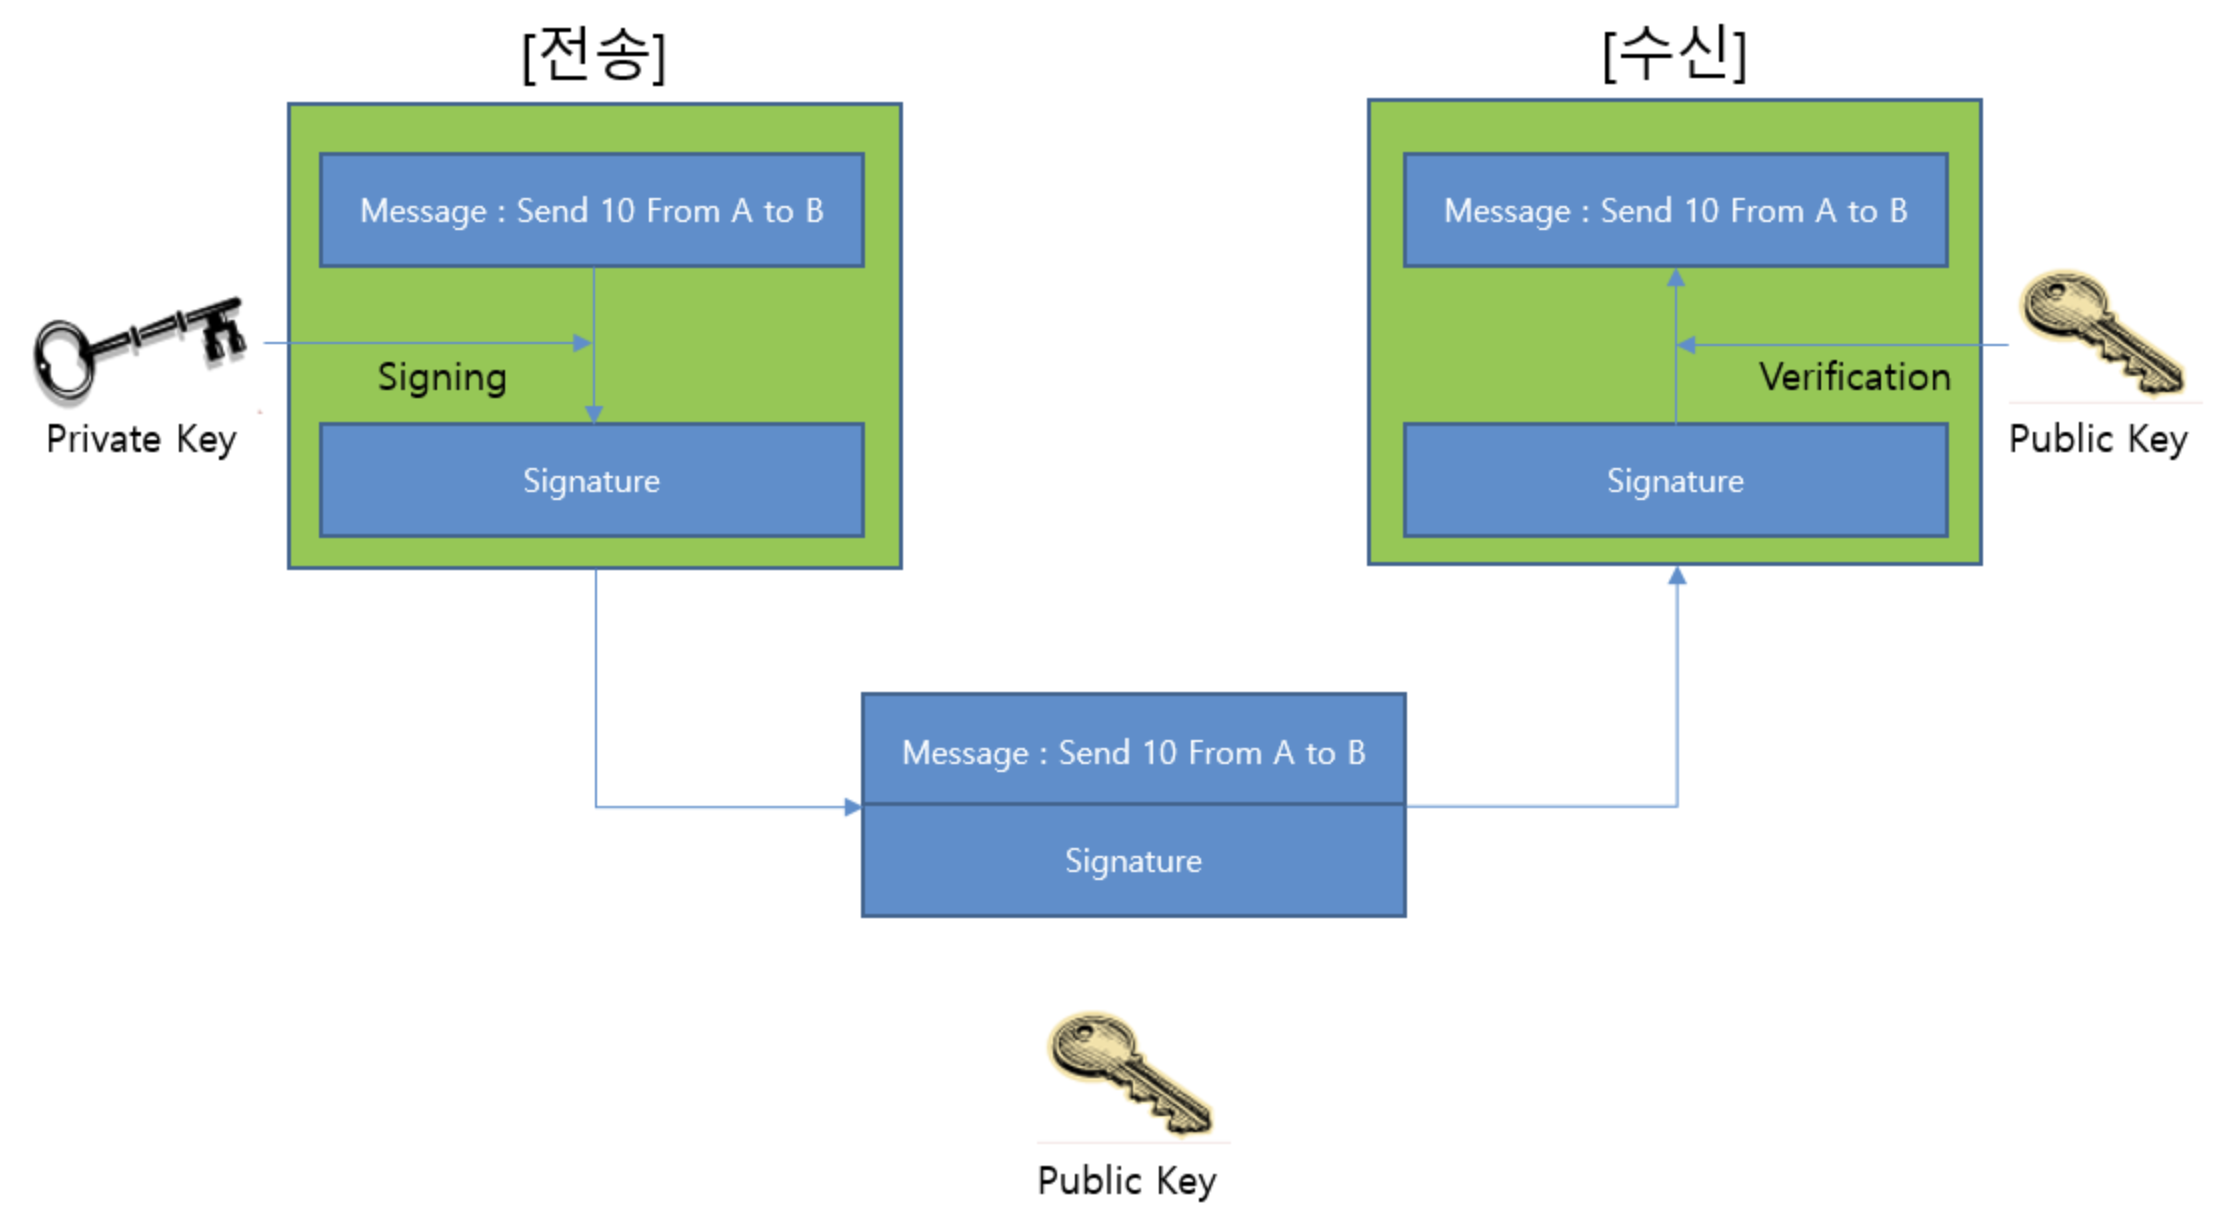 [전송]
[수신]
Message : Send 10 From A to B
Message : Send 10 From A to B
Signing
Verification
Private Key
Public Key
Signature
Signature
Message : Send 10 From A to B
Signature
Public Key